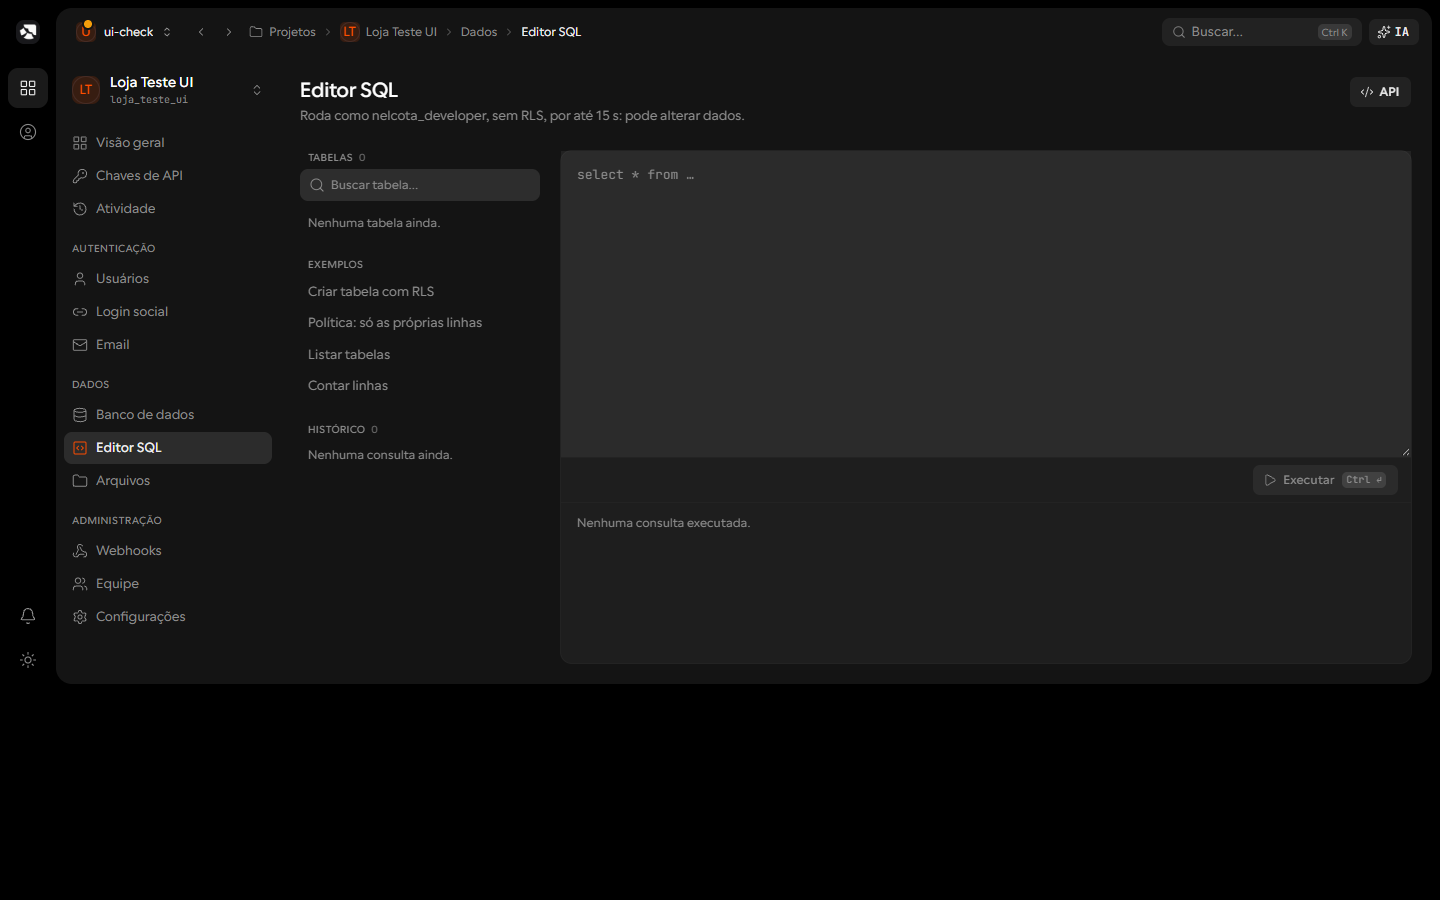 U ui-check Projetos LT Loja Teste UI Dados Editor SQL Buscar... Ctrl K IA
LT Loja Teste UI
loja_teste_ui
Visão geral
Chaves de API
Atividade
AUTENTICAÇÃO
Usuários
Login social
Email
DADOS
Banco de dados
Editor SQL
Arquivos
ADMINISTRAÇÃO
Webhooks
Equipe
Configurações
Editor SQL
Roda como nelcota_developer, sem RLS, por até 15 s: pode alterar dados.
</> API
TABELAS 0
Buscar tabela...
Nenhuma tabela ainda.
EXEMPLOS
Criar tabela com RLS
Política: só as próprias linhas
Listar tabelas
Contar linhas
HISTÓRICO 0
Nenhuma consulta ainda.
select * from …
Executar Ctrl ⏎
Nenhuma consulta executada.